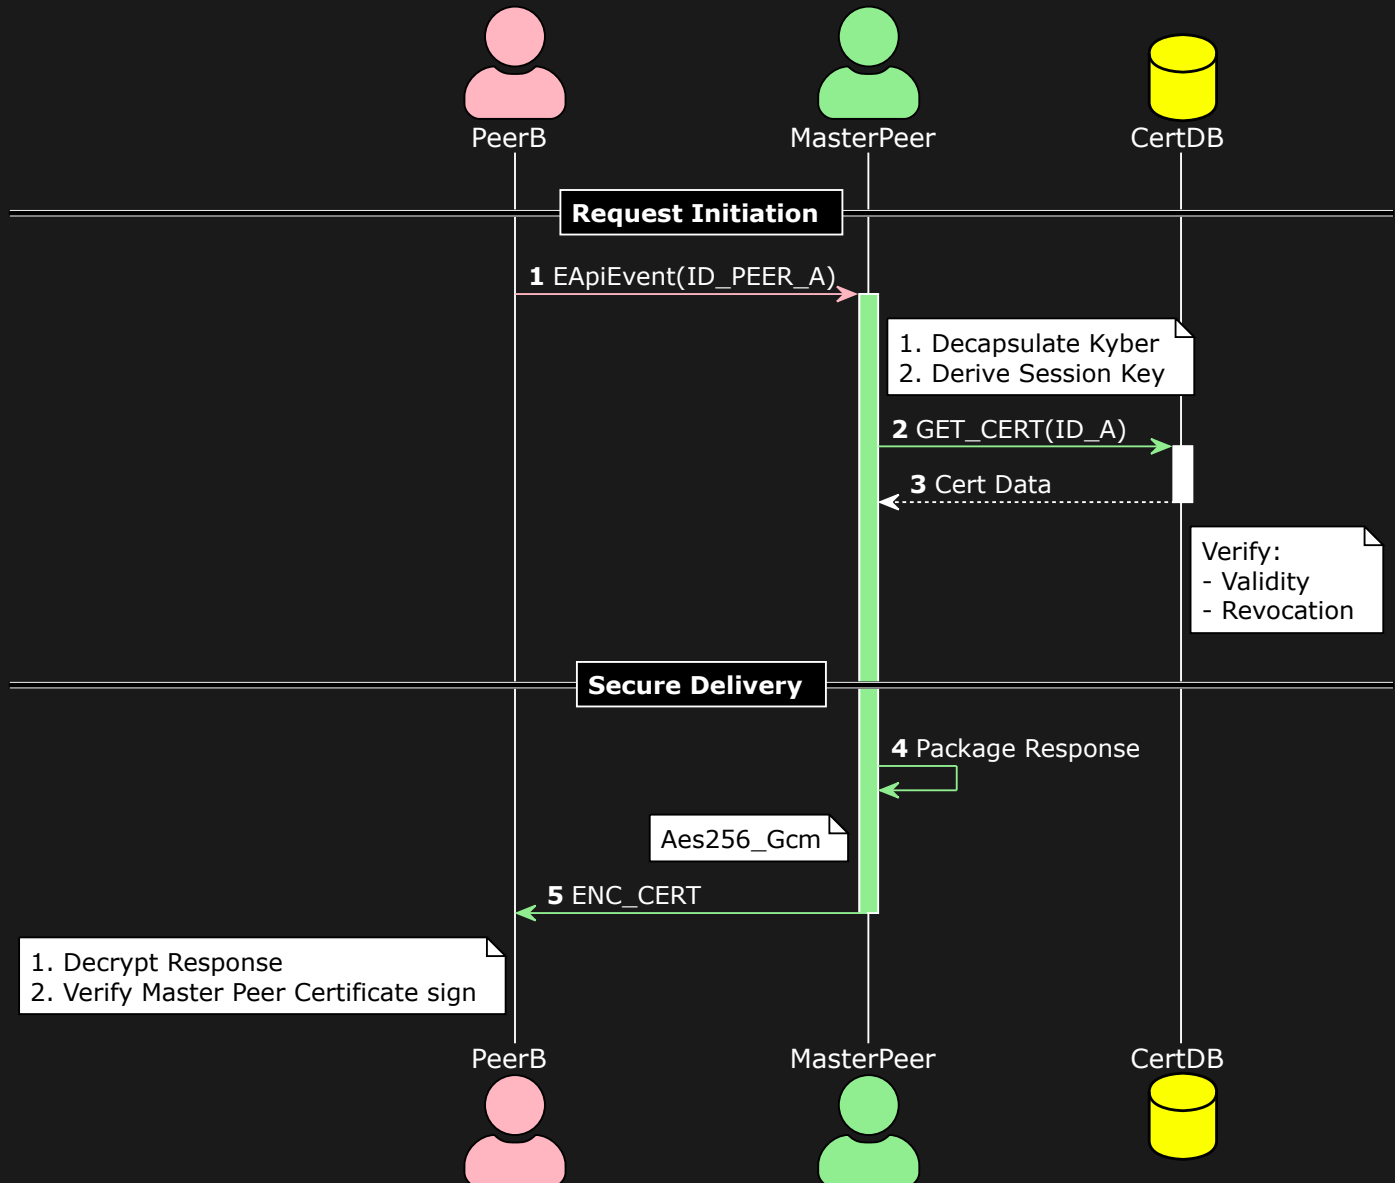 PeerB
MasterPeer
CertDB
Request Initiation
1 EApiEvent(ID_PEER_A)
1. Decapsulate Kyber
2. Derive Session Key
2 GET_CERT(ID_A)
3 Cert Data
Verify:
- Validity
- Revocation
Secure Delivery
4 Package Response
Aes256_Gcm
5 ENC_CERT
1. Decrypt Response
2. Verify Master Peer Certificate sign
PeerB
MasterPeer
CertDB